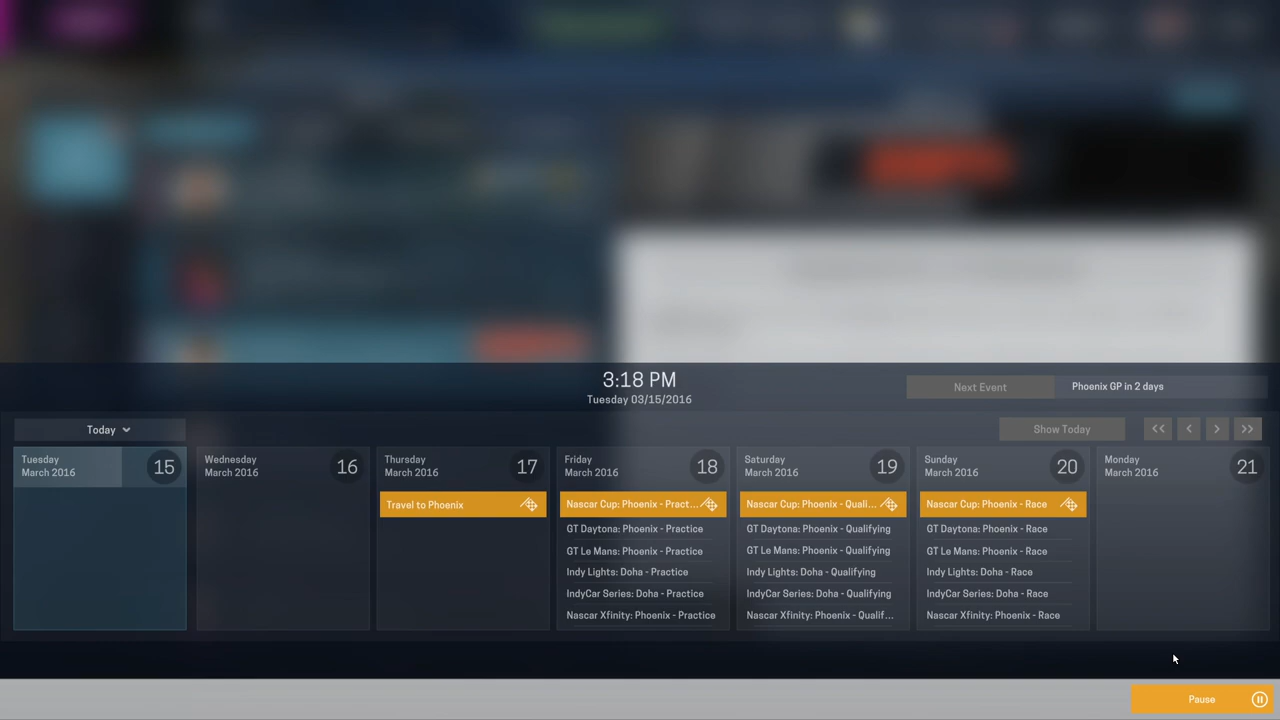 3:18 PM
Tuesday 03/15/2016
Next Event
Phoenix GP in 2 days
Today
Show Today
Tuesday
March 2016
15
Wednesday
March 2016
16
Thursday
March 2016
17
Travel to Phoenix
Friday
March 2016
18
Nascar Cup: Phoenix - Pract...
GT Daytona: Phoenix - Practice
GT Le Mans: Phoenix - Practice
Indy Lights: Doha - Practice
IndyCar Series: Doha - Practice
Nascar Xfinity: Phoenix - Practice
Saturday
March 2016
19
Nascar Cup: Phoenix - Quali...
GT Daytona: Phoenix - Qualifying
GT Le Mans: Phoenix - Qualifying
Indy Lights: Doha - Qualifying
IndyCar Series: Doha - Qualifying
Nascar Xfinity: Phoenix - Qualif...
Sunday
March 2016
20
Nascar Cup: Phoenix - Race
GT Daytona: Phoenix - Race
GT Le Mans: Phoenix - Race
Indy Lights: Doha - Race
IndyCar Series: Doha - Race
Nascar Xfinity: Phoenix - Race
Monday
March 2016
21
Pause